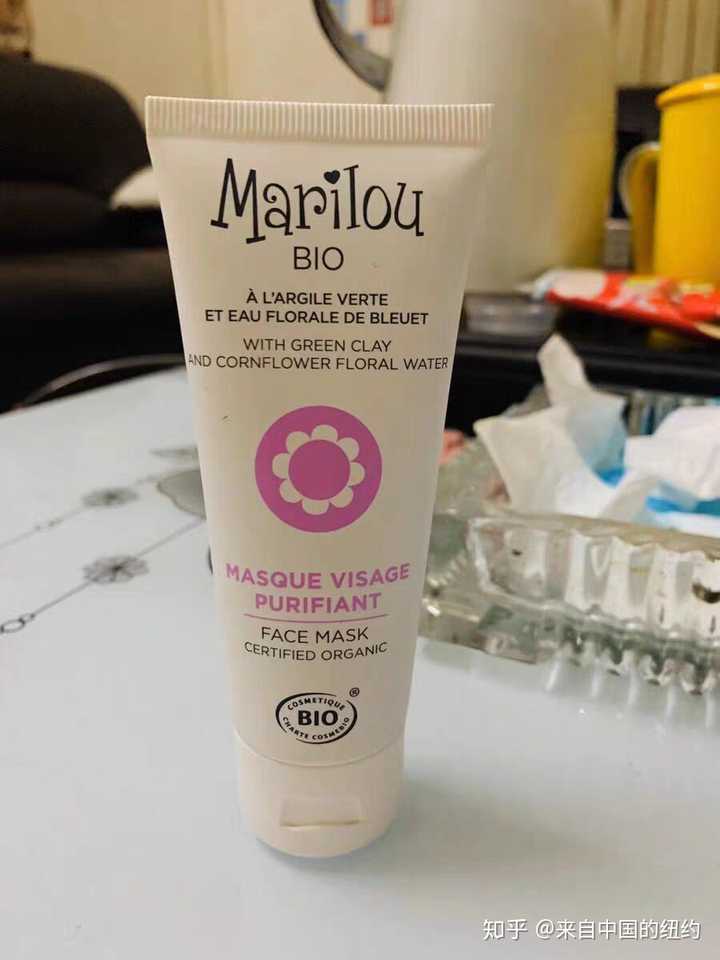 Marilou
BIO
À L'ARGILE VERTE
ET EAU FLORALE DE BLEUET
WITH GREEN CLAY
AND CORNFLOWER FLORAL WATER
MASQUE VISAGE
PURIFIANT
FACE MASK
CERTIFIED ORGANIC
COSMETIQUE
BIO
CHARTE COSMEBIO
®
知乎 @来自中国的纽约